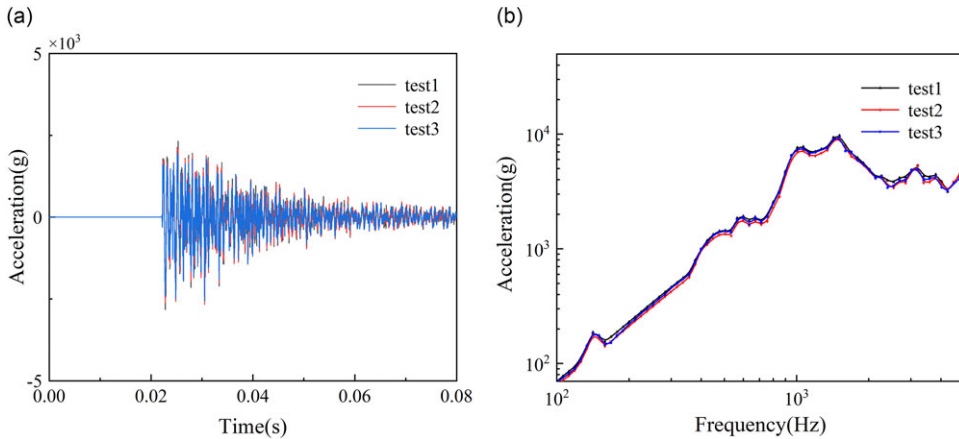 (a)
×10³
5
0
-5
Acceleration(g)
test1
test2
test3
0.00 0.02 0.04 0.06 0.08
Time(s)
(b)
10⁴
10³
10²
Acceleration(g)
test1
test2
test3
10² 10³
Frequency(Hz)